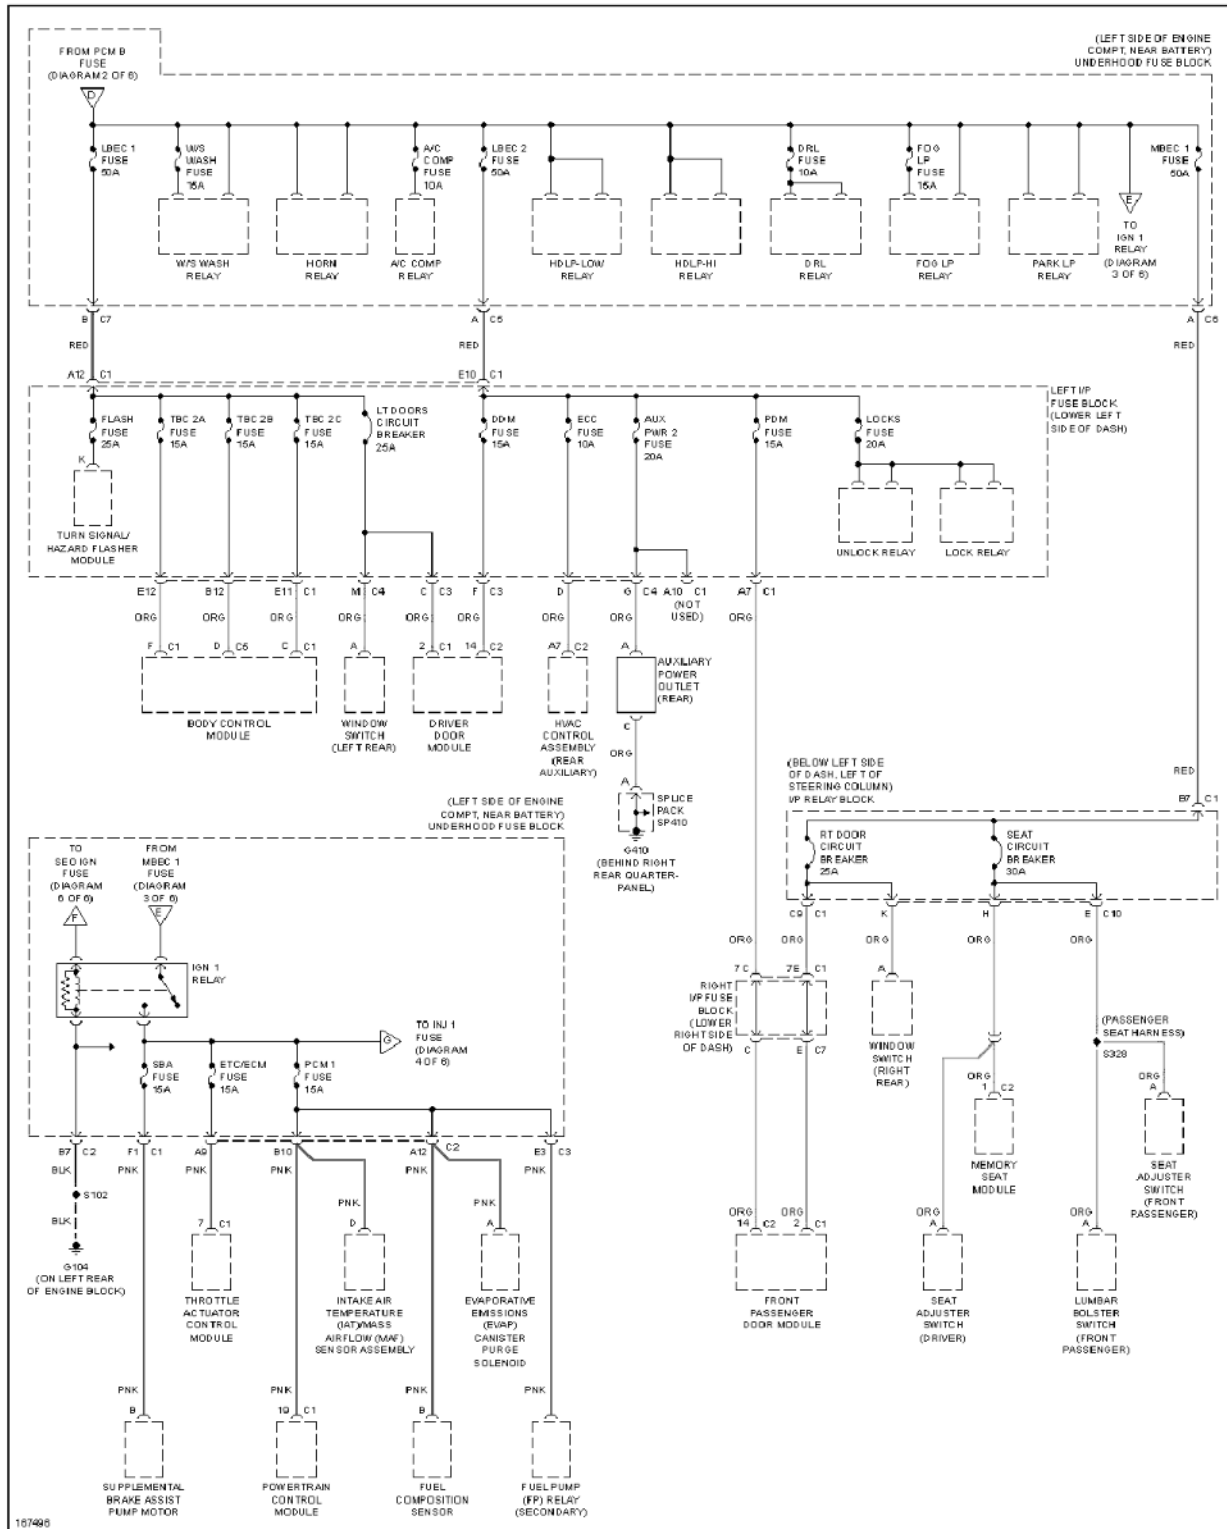 FROM PCM B
FUSE
(DIAGRAM 2 OF 6)
D
(LEFT SIDE OF ENGINE
COMPT, NEAR BATTERY)
UNDERHOOD FUSE BLOCK
LBEC 1
FUSE
50A
W/S
WASH
FUSE
15A
A/C
COMP
FUSE
10A
LBEC 2
FUSE
50A
DRL
FUSE
10A
FOG
LP
FUSE
15A
MBEC 1
FUSE
50A
E
TO
IGN 1
RELAY
(DIAGRAM
3 OF 6)
W/S WASH
RELAY
HORN
RELAY
A/C COMP
RELAY
HDLP-LOW/
RELAY
HDLP-HI
RELAY
DRL
RELAY
FOG LP
RELAY
PARK LP
RELAY
B C7
A C5
A C6
RED
RED
RED
A12 C1
E10 C1
LEFT I/P
FUSE BLOCK
(LOWER LEFT
SIDE OF DASH)
FLASH
FUSE
25A
TBC 2A
FUSE
15A
TBC 2B
FUSE
15A
TBC 2C
FUSE
15A
LT DOORS
CIRCUIT
BREAKER
25A
DDM
FUSE
15A
ECC
FUSE
10A
AUX
PWR 2
FUSE
20A
PDM
FUSE
15A
LOCKS
FUSE
20A
K
TURN SIGNAL/
HAZARD FLASHER
MODULE
UNLOCK RELAY
LOCK RELAY
E12 B12 E11 C1 M C4 C C3 F C3 D G C4 A10 C1 A7 C1
(NOT
USED)
ORG ORG ORG ORG ORG ORG ORG ORG ORG
F C1 D C6 C C1 A 2 C1 14 C2 A7 C2 A
BODY CONTROL
MODULE
WINDOW
SWITCH
(LEFT REAR)
DRIVER
DOOR
MODULE
HVAC
CONTROL
ASSEMBLY
(REAR
AUXILIARY)
AUXILIARY
POWER
OUTLET
(REAR)
C
ORG
A
SPLICE
PACK
SP410
G410
(BEHIND RIGHT
REAR QUARTER-
PANEL)
(BELOW LEFT SIDE
OF DASH, LEFT OF
STEERING COLUMN)
I/P RELAY BLOCK
RED
B7 C1
RT DOOR
CIRCUIT
BREAKER
25A
SEAT
CIRCUIT
BREAKER
30A
C9 C1 K H E C10
ORG ORG ORG ORG ORG
7C 7E C1
A
RIGHT
I/P FUSE
BLOCK
(LOWER
RIGHT SIDE
OF DASH)
C E C7
WINDOW
SWITCH
(RIGHT
REAR)
(PASSENGER
SEAT HARNESS)
S328
ORG
1 C2
ORG
A
MEMORY
SEAT
MODULE
SEAT
ADJUSTER
SWITCH
(FRONT
PASSENGER)
ORG ORG
14 C2 2 C1
ORG
A
ORG
A
FRONT
PASSENGER
DOOR MODULE
SEAT
ADJUSTER
SWITCH
(DRIVER)
LUMBAR
BOLSTER
SWITCH
(FRONT
PASSENGER)
(LEFT SIDE OF ENGINE
COMPT, NEAR BATTERY)
UNDERHOOD FUSE BLOCK
TO
SEO IGN
FUSE
(DIAGRAM
6 OF 6)
F
FROM
MBEC 1
FUSE
(DIAGRAM
3 OF 6)
E
IGN 1
RELAY
G
TO INJ 1
FUSE
(DIAGRAM
4 OF 6)
SBA
FUSE
15A
ETC/ECM
FUSE
15A
PCM 1
FUSE
15A
B7 C2 F1 C1 A9 B10 A12 C2 E3 C3
BLK PNK PNK PNK PNK PNK
S102
BLK
G104
(ON LEFT REAR
OF ENGINE BLOCK)
PNK
D
PNK
A
7 C1
THROTTLE
ACTUATOR
CONTROL
MODULE
INTAKE AIR
TEMPERATURE
(IAT)/MASS
AIRFLOW (MAF)
SENSOR ASSEMBLY
EVAPORATIVE
EMISSIONS
(EVAP)
CANISTER
PURGE
SOLENOID
PNK PNK PNK PNK
B 19 C1 B
SUPPLEMENTAL
BRAKE ASSIST
PUMP MOTOR
POWERTRAIN
CONTROL
MODULE
FUEL
COMPOSITION
SENSOR
FUEL PUMP
(FP) RELAY
(SECONDARY)
167496